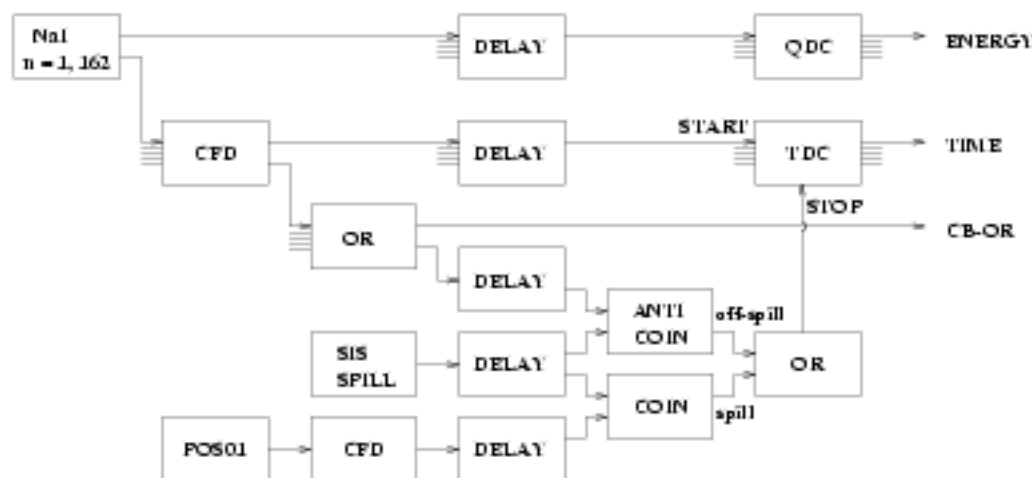 NaI
n = 1, 162
DELAY
QDC
ENERGY
CFD
DELAY
START
TDC
TIME
STOP
OR
CB-OR
DELAY
ANTI
COIN
off-spill
SIS
SPILL
DELAY
OR
COIN
spill
POS01
CFD
DELAY